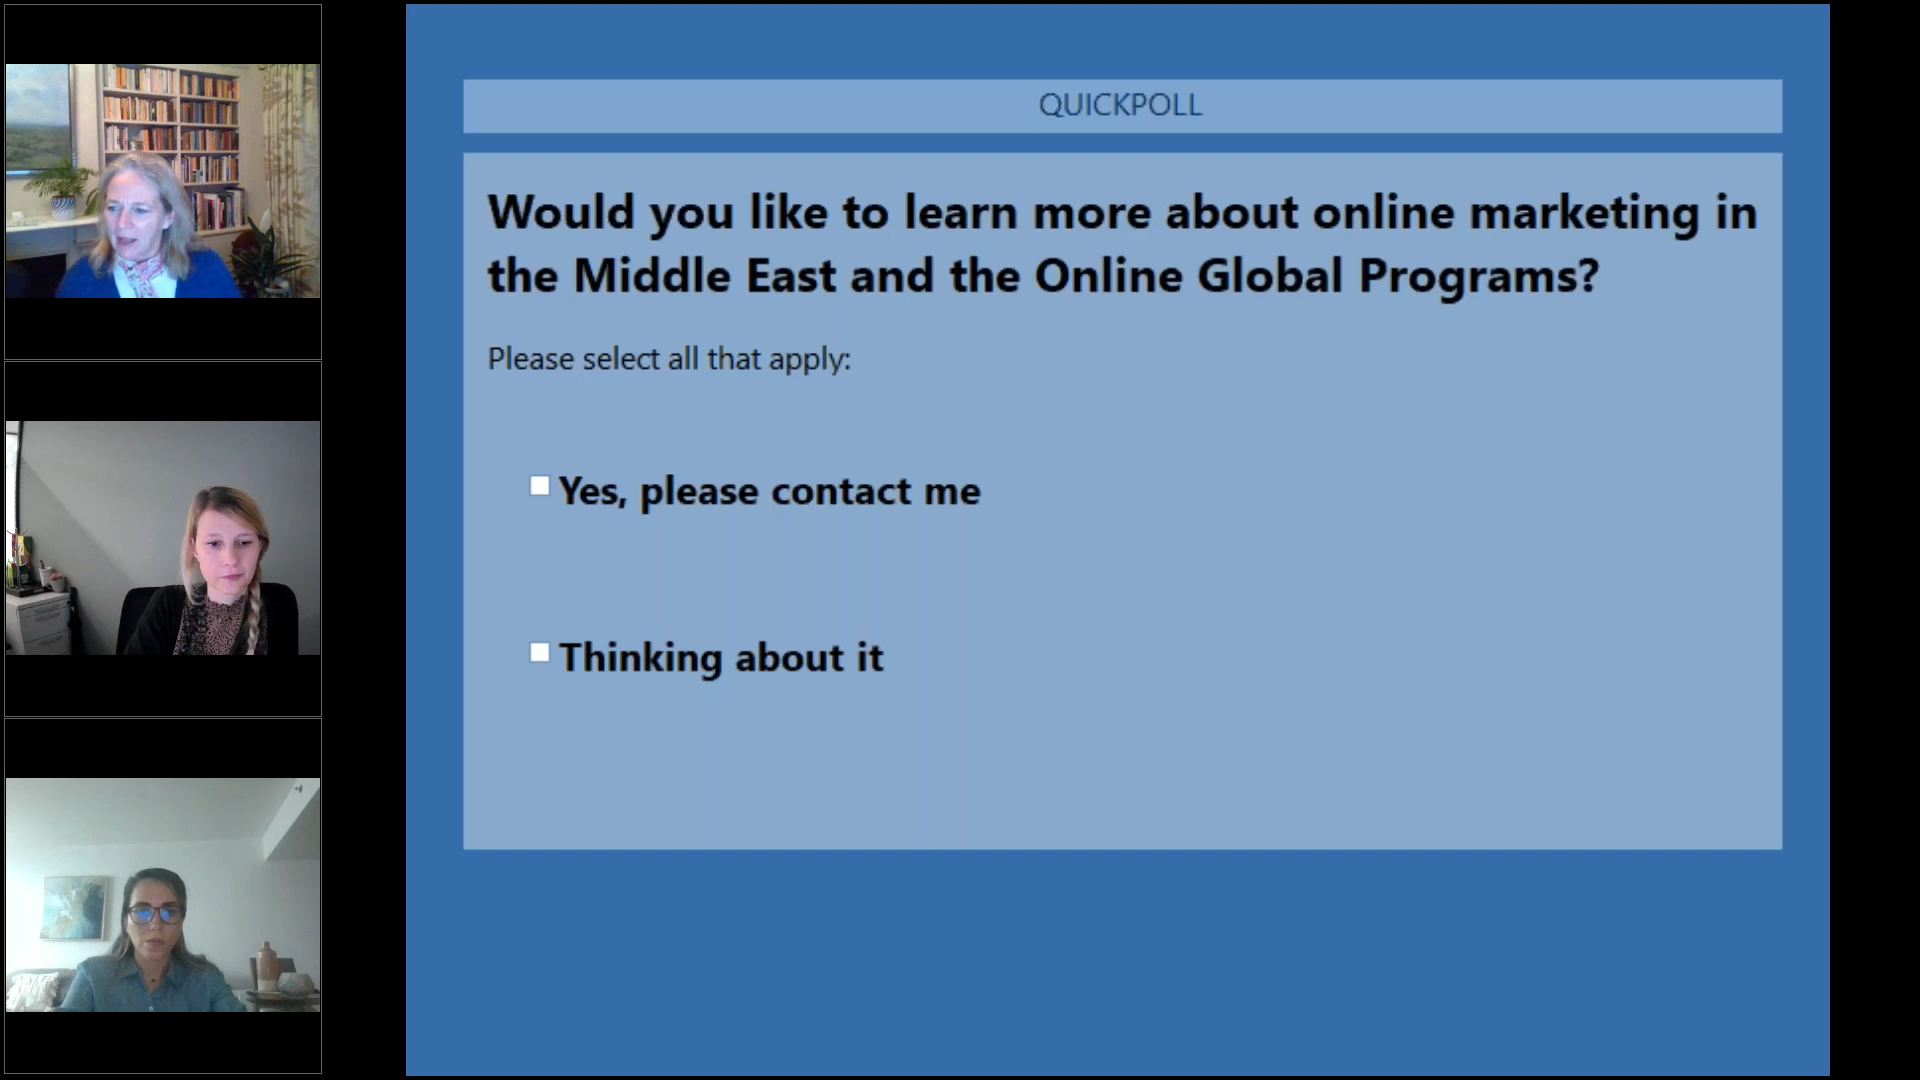 QUICKPOLL
Would you like to learn more about online marketing in
the Middle East and the Online Global Programs?
Please select all that apply:
Yes, please contact me
Thinking about it